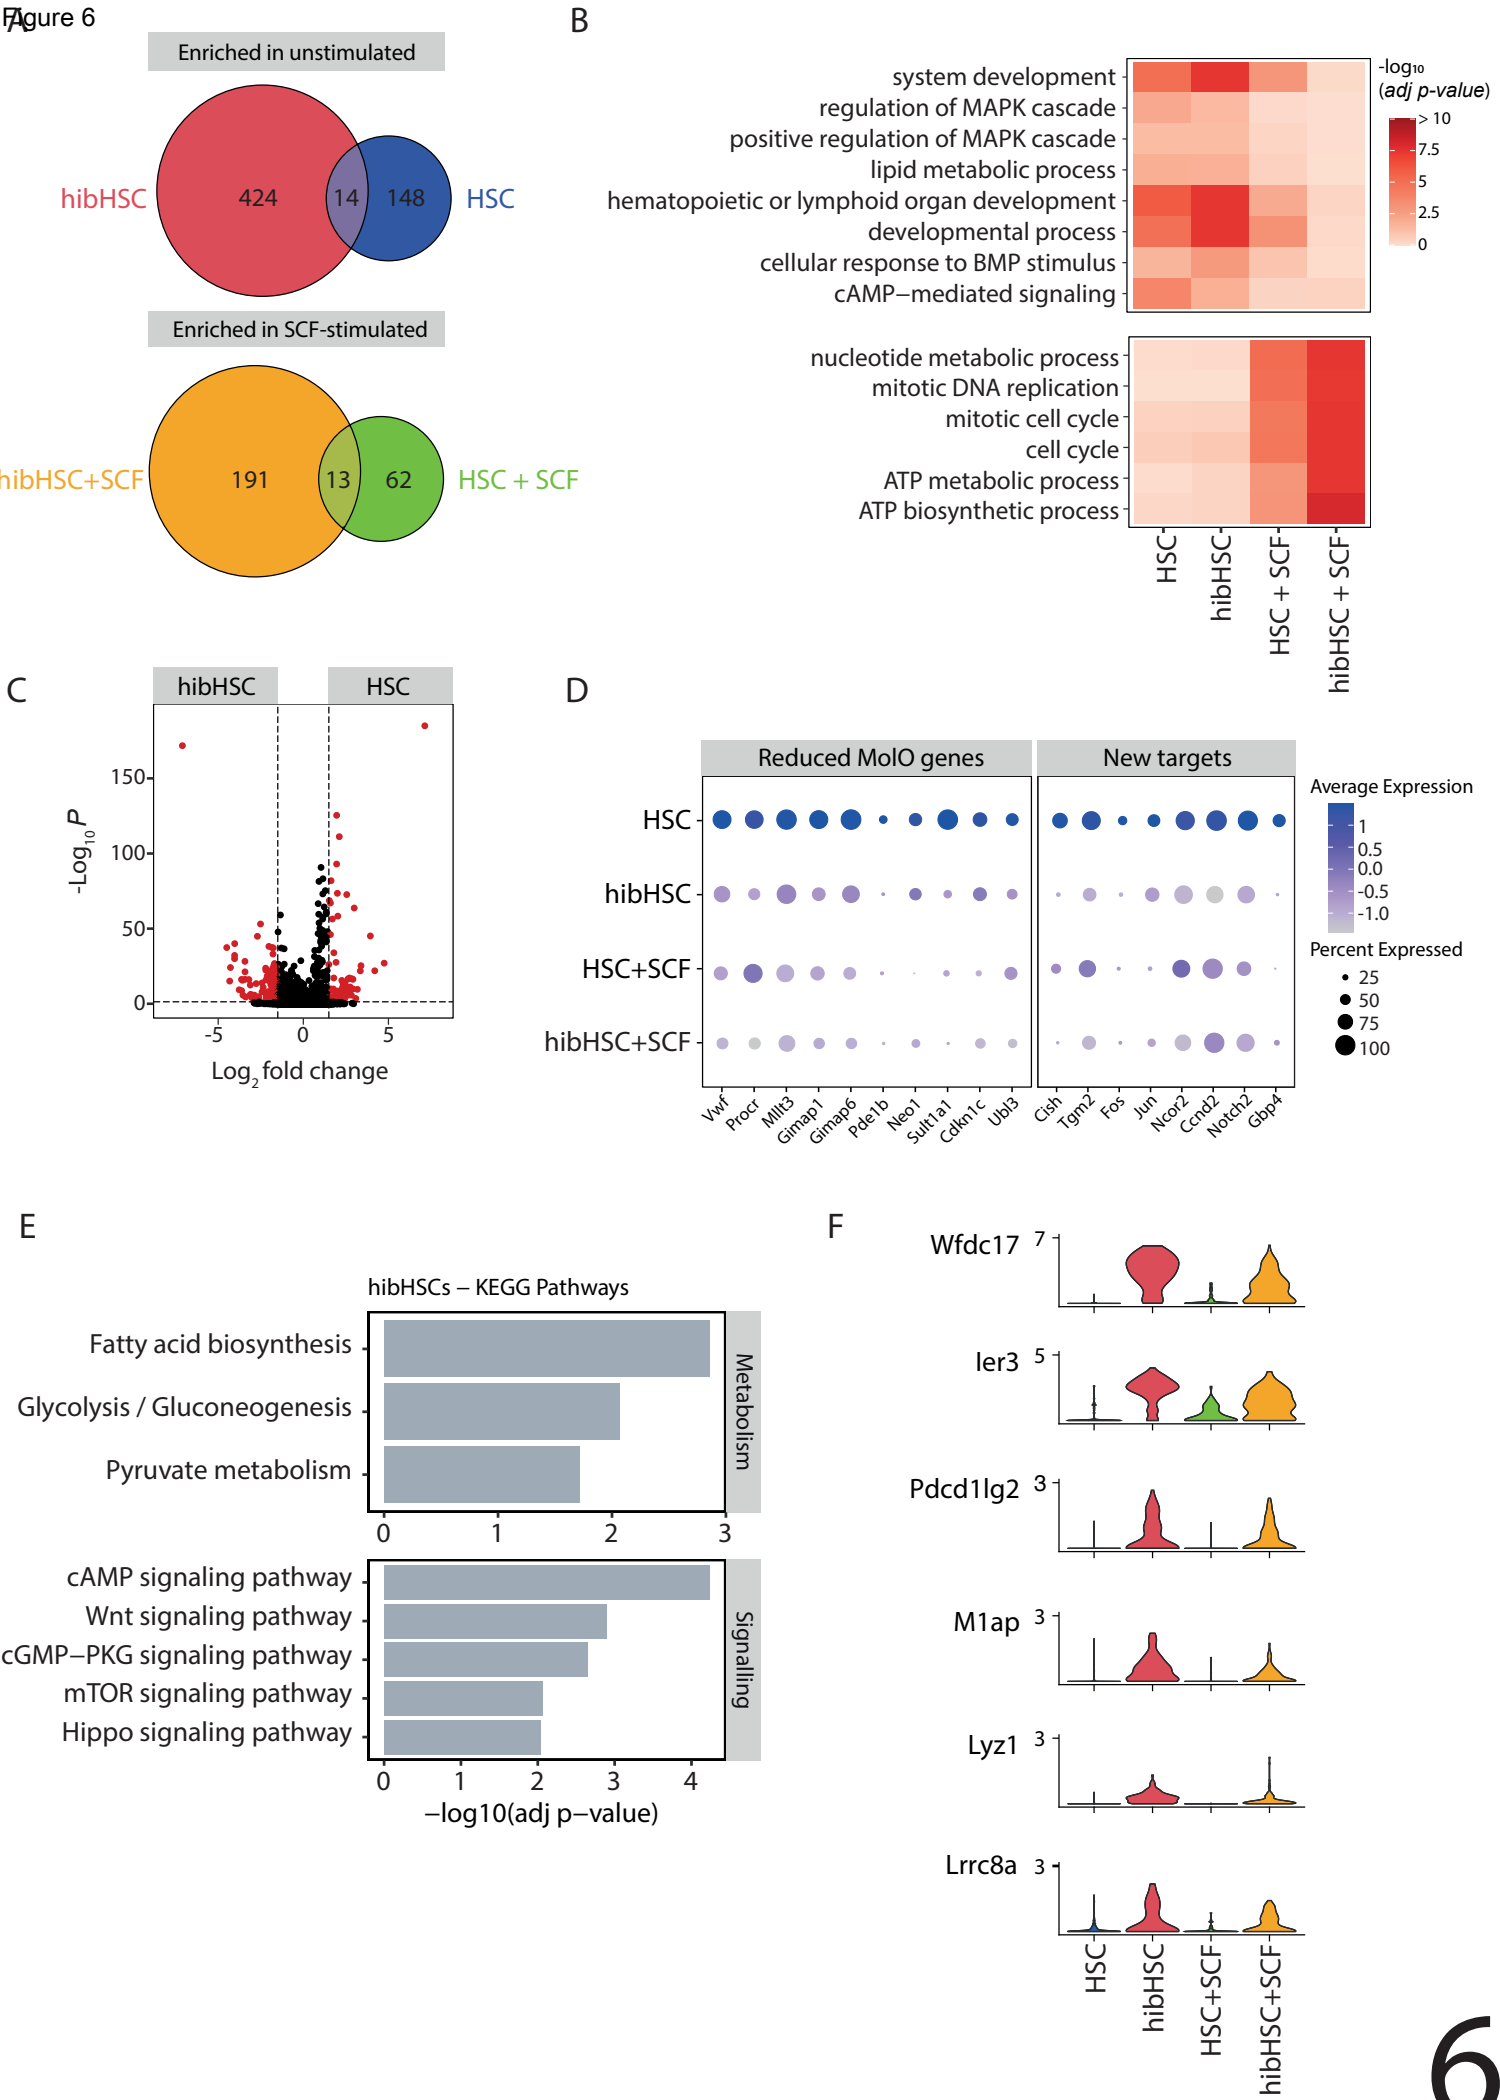 Figure 6
A
Enriched in unstimulated
hibHSC
424
14
148
HSC
Enriched in SCF-stimulated
hibHSC+SCF
191
13
62
HSC + SCF
B
system development
regulation of MAPK cascade
positive regulation of MAPK cascade
lipid metabolic process
hematopoietic or lymphoid organ development
developmental process
cellular response to BMP stimulus
cAMP−mediated signaling
nucleotide metabolic process
mitotic DNA replication
mitotic cell cycle
cell cycle
ATP metabolic process
ATP biosynthetic process
HSC
hibHSC
HSC + SCF
hibHSC + SCF
-log₁₀
(adj p-value)
> 10
7.5
5
2.5
0
C
hibHSC
HSC
-Log₁₀ P
150
100
50
0
-5
0
5
Log₂ fold change
D
Reduced MolO genes
New targets
HSC
hibHSC
HSC+SCF
hibHSC+SCF
Vwf
Procr
Mllt3
Gimap1
Gimap6
Pde1b
Neo1
Sult1a1
Cdkn1c
Ubl3
Cish
Tgm2
Fos
Jun
Ncor2
Ccnd2
Notch2
Gbp4
Average Expression
1
0.5
0.0
-0.5
-1.0
Percent Expressed
25
50
75
100
E
hibHSCs – KEGG Pathways
Fatty acid biosynthesis
Glycolysis / Gluconeogenesis
Pyruvate metabolism
Metabolism
0
1
2
3
cAMP signaling pathway
Wnt signaling pathway
cGMP−PKG signaling pathway
mTOR signaling pathway
Hippo signaling pathway
Signalling
0
1
2
3
4
−log10(adj p−value)
F
Wfdc17
7
Ier3
5
Pdcd1lg2
3
M1ap
3
Lyz1
3
Lrrc8a
3
HSC
hibHSC
HSC+SCF
hibHSC+SCF
6